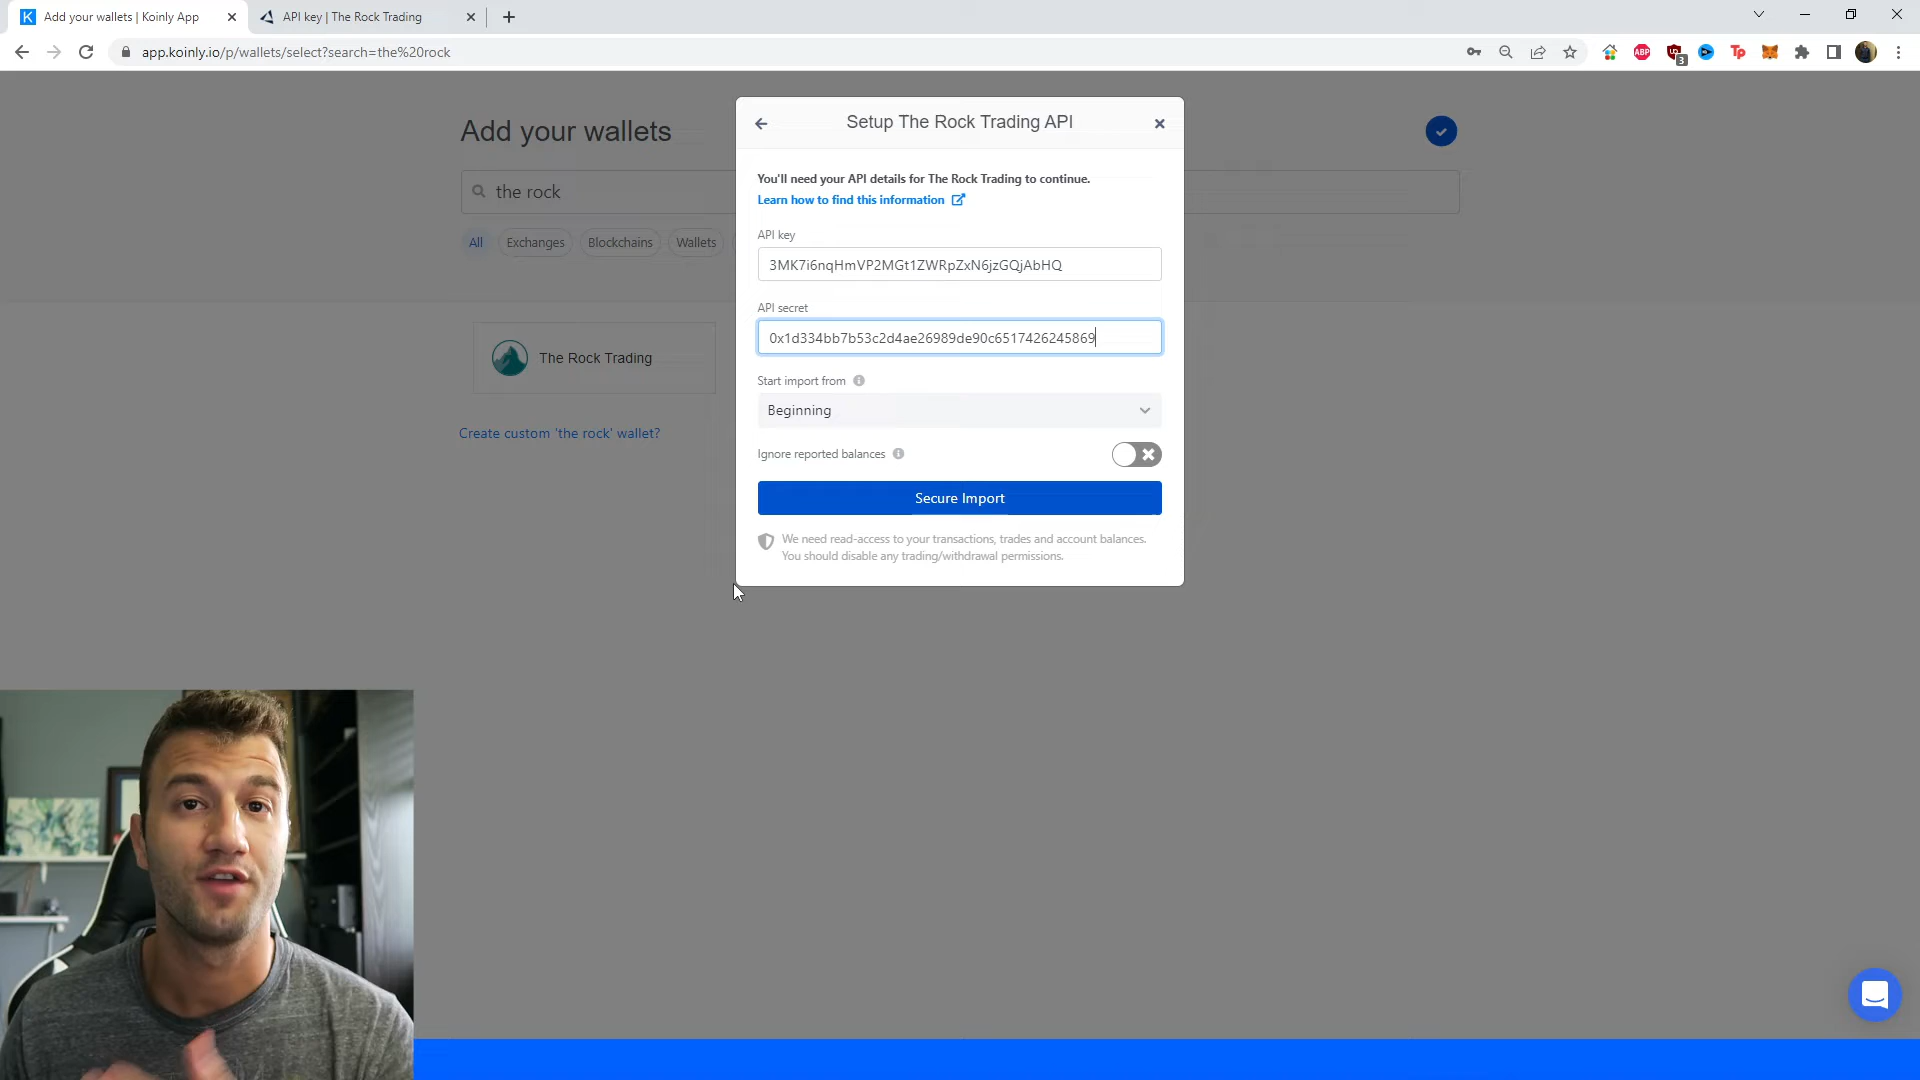 Add your wallets | Koinly App
API key | The Rock Trading
app.koinly.io/p/wallets/select?search=the%20rock
ABP
3
Tp
Add your wallets
the rock
All
Exchanges
Blockchains
Wallets
The Rock Trading
Create custom 'the rock' wallet?
Setup The Rock Trading API
You'll need your API details for The Rock Trading to continue.
Learn how to find this information
API key
3MK7i6nqHmVP2MGt1ZWRpZxN6jzGQjAbHQ
API secret
0x1d334bb7b53c2d4ae26989de90c6517426245869
Start import from
Beginning
Ignore reported balances
Secure Import
We need read-access to your transactions, trades and account balances.
You should disable any trading/withdrawal permissions.